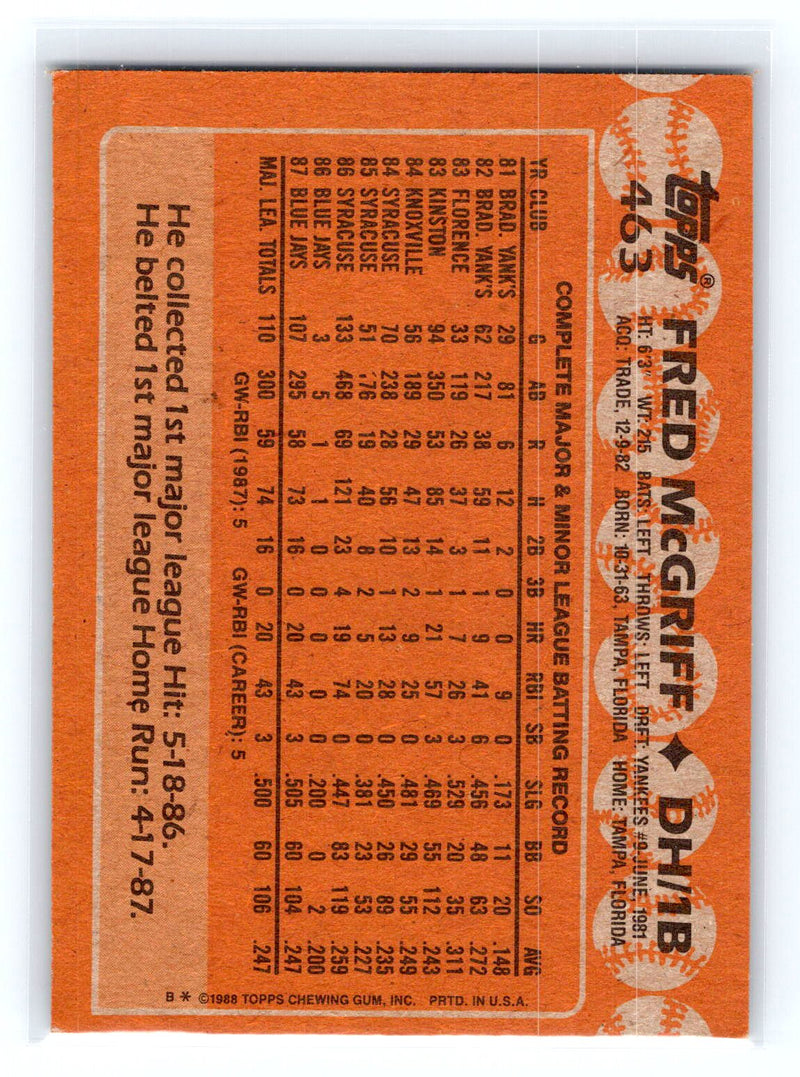 topps®
463
FRED McGRIFF ✦ DH/1B
HT: 6'3" WT: 215 BATS: LEFT THROWS: LEFT DRFT: YANKEES #9-JUNE, 1981
ACQ: TRADE, 12-9-82 BORN: 10-31-63, TAMPA, FLORIDA HOME: TAMPA, FLORIDA
COMPLETE MAJOR & MINOR LEAGUE BATTING RECORD
YR CLUB G AB R H 2B 3B HR RBI SB SLG BB SO AVG
81 BRAD. YANK'S 29 81 6 12 2 0 0 9 0 .173 11 20 .148
82 BRAD. YANK'S 62 217 38 59 11 1 9 41 6 .456 48 63 .272
83 FLORENCE 33 119 26 37 3 1 7 26 3 .529 20 35 .311
83 KINSTON 94 350 53 85 14 1 21 57 3 .469 55 112 .243
84 KNOXVILLE 56 189 29 47 13 2 9 25 0 .481 29 55 .249
84 SYRACUSE 70 238 28 56 10 1 13 28 0 .450 26 89 .235
85 SYRACUSE 51 176 19 40 8 2 5 20 0 .381 23 53 .227
86 SYRACUSE 133 468 69 121 23 4 19 74 0 .447 83 119 .259
86 BLUE JAYS 3 5 1 1 0 0 0 0 0 .200 0 2 .200
87 BLUE JAYS 107 295 58 73 16 0 20 43 3 .505 60 104 .247
MAJ. LEA. TOTALS 110 300 59 74 16 0 20 43 3 .500 60 106 .247
GW-RBI (1987): 5 GW-RBI (CAREER): 5
He collected 1st major league Hit: 5-18-86.
He belted 1st major league Home Run: 4-17-87.
B * ©1988 TOPPS CHEWING GUM, INC. PRTD. IN U.S.A.